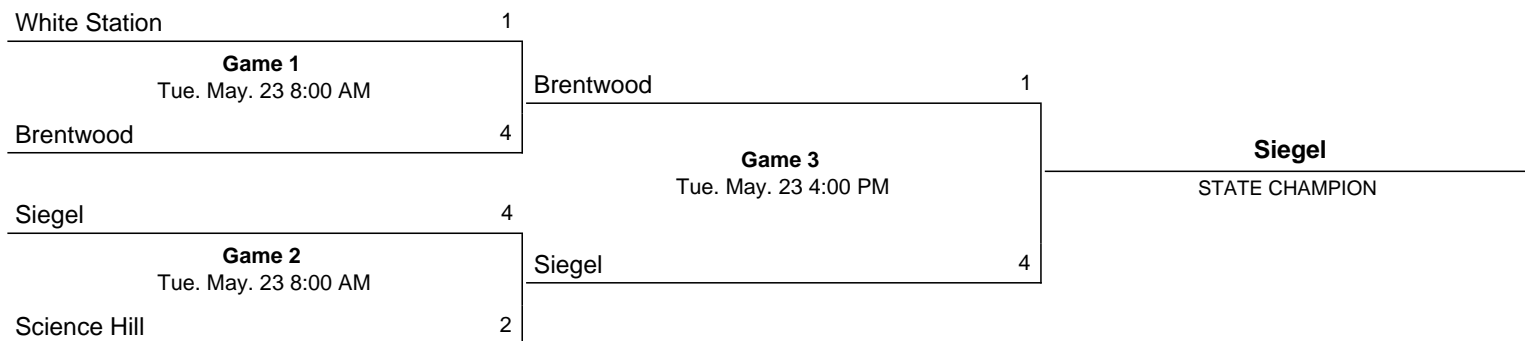 White Station 1
Game 1
Tue. May. 23 8:00 AM
Brentwood 4
Siegel 4
Game 2
Tue. May. 23 8:00 AM
Science Hill 2
Brentwood 1
Game 3
Tue. May. 23 4:00 PM
Siegel 4
Siegel
STATE CHAMPION